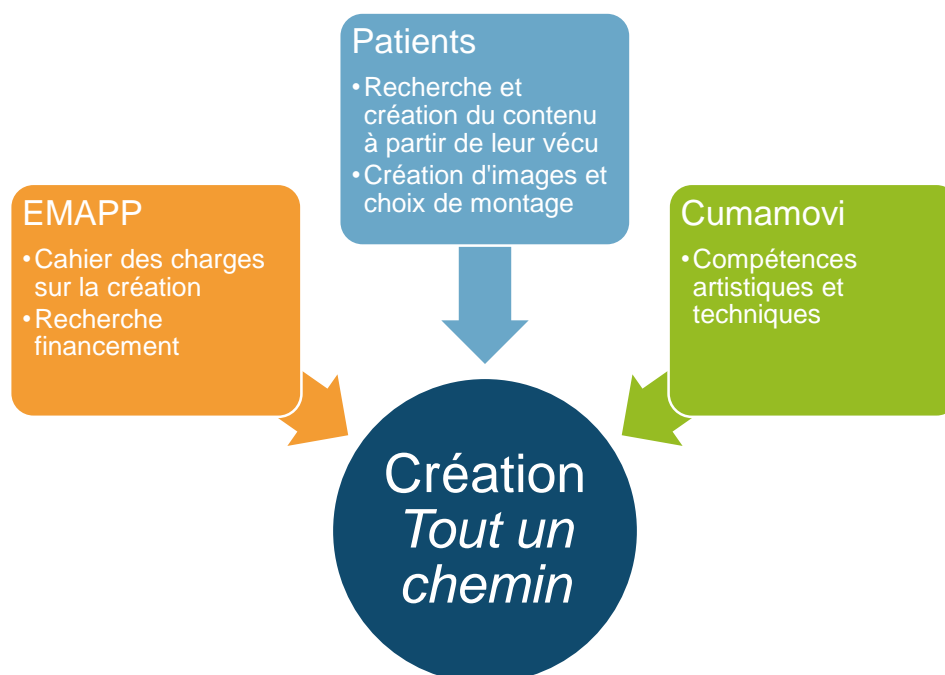 Patients
•Recherche et
création du contenu
à partir de leur vécu
•Création d'images et
choix de montage
EMAPP
•Cahier des charges
sur la création
•Recherche
financement
Cumamovi
•Compétences
artistiques et
techniques
Création
Tout un
chemin